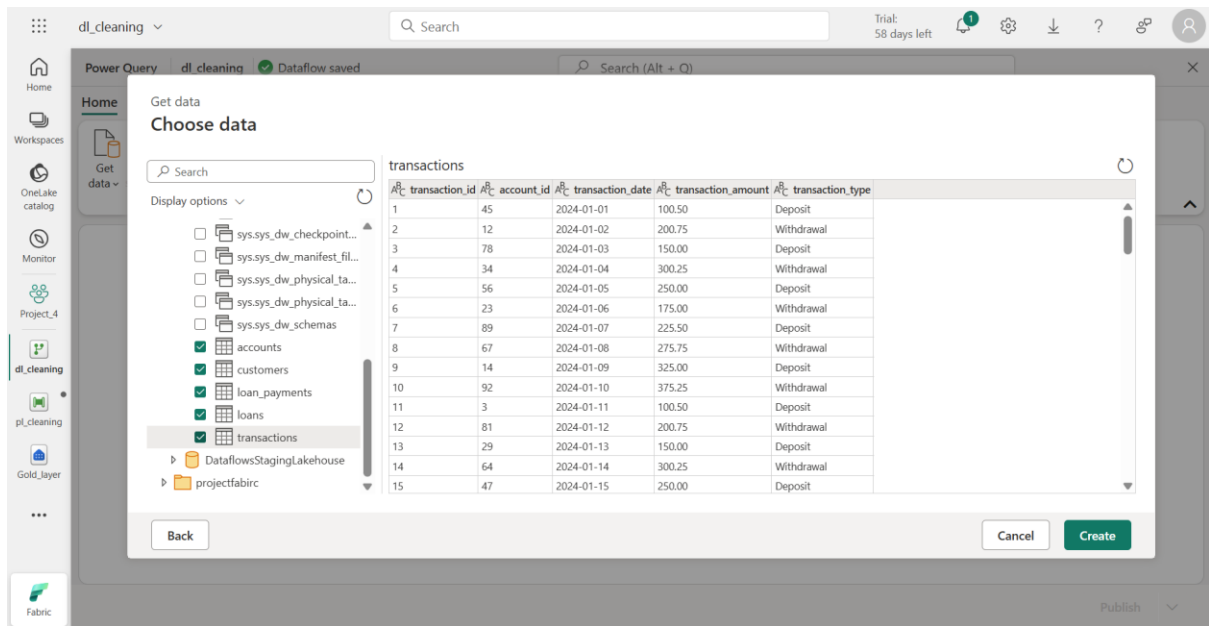 dl_cleaning
Search
Trial:
58 days left
1
Home
Workspaces
OneLake
catalog
Monitor
Project_4
dl_cleaning
pl_cleaning
Gold_layer
Fabric
Power Query dl_cleaning Dataflow saved
Search (Alt + Q)
Home
Get
data
Get data
Choose data
Search
Display options
sys.sys_dw_checkpoint...
sys.sys_dw_manifest_fil...
sys.sys_dw_physical_ta...
sys.sys_dw_physical_ta...
sys.sys_dw_schemas
accounts
customers
loan_payments
loans
transactions
DataflowsStagingLakehouse
projectfabirc
transactions
ABC transaction_id ABC account_id ABC transaction_date ABC transaction_amount ABC transaction_type
1 45 2024-01-01 100.50 Deposit
2 12 2024-01-02 200.75 Withdrawal
3 78 2024-01-03 150.00 Deposit
4 34 2024-01-04 300.25 Withdrawal
5 56 2024-01-05 250.00 Deposit
6 23 2024-01-06 175.00 Withdrawal
7 89 2024-01-07 225.50 Deposit
8 67 2024-01-08 275.75 Withdrawal
9 14 2024-01-09 325.00 Deposit
10 92 2024-01-10 375.25 Withdrawal
11 3 2024-01-11 100.50 Deposit
12 81 2024-01-12 200.75 Withdrawal
13 29 2024-01-13 150.00 Deposit
14 64 2024-01-14 300.25 Withdrawal
15 47 2024-01-15 250.00 Deposit
Back
Cancel
Create
Publish